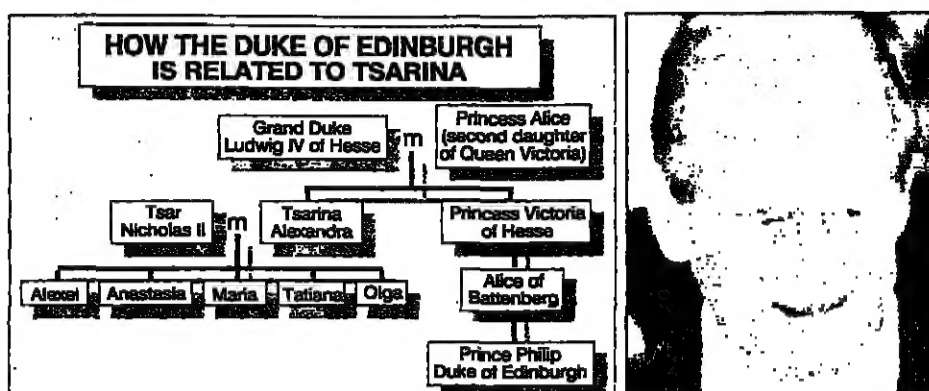 HOW THE DUKE OF EDINBURGH
IS RELATED TO TSARINA
Grand Duke
Ludwig IV of Hesse
m
Princess Alice
(second daughter
of Queen Victoria)
Tsar
Nicholas II
m
Tsarina
Alexandra
Princess Victoria
of Hesse
Alexei
Anastasia
Maria
Tatiana
Olga
Alice of
Battenberg
Prince Philip
Duke of Edinburgh